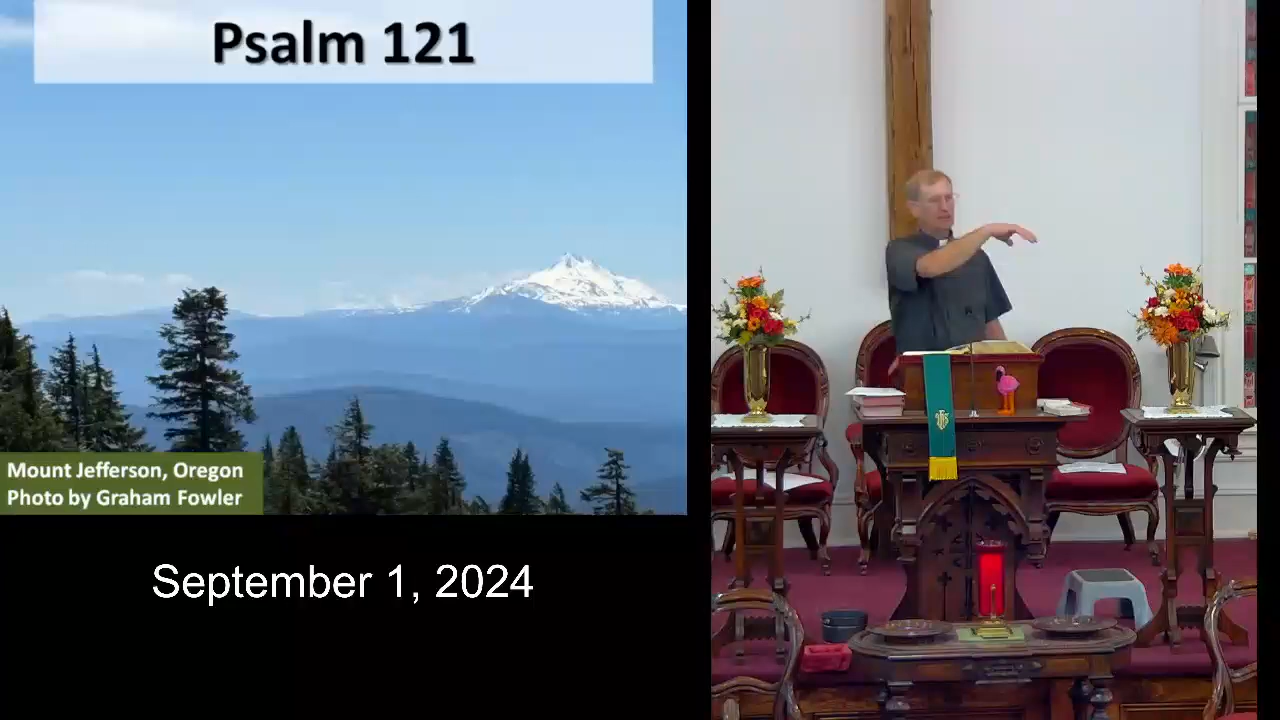 Psalm 121
Mount Jefferson, Oregon
Photo by Graham Fowler
September 1, 2024